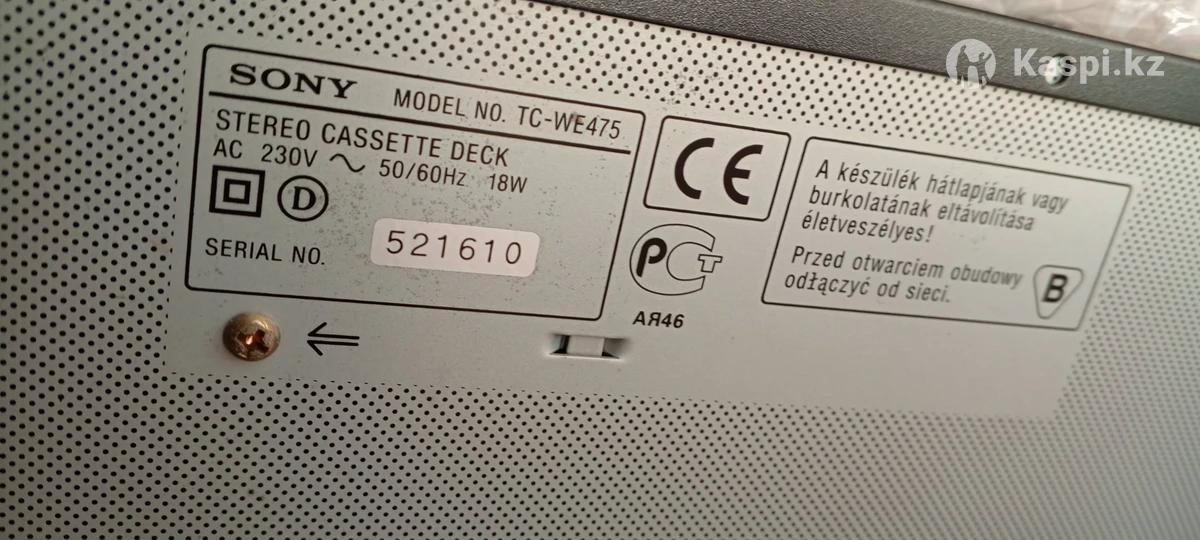 Kaspi.kz
SONY MODEL NO. TC-WE475
STEREO CASSETTE DECK
AC 230V ~ 50/60Hz 18W
D
SERIAL NO. 521610
CE
РСТ
АЯ46
A készülék hátlapjának vagy
burkolatának eltávolítása
életveszélyes!
Przed otwarciem obudowy
odłączyć od sieci.
B